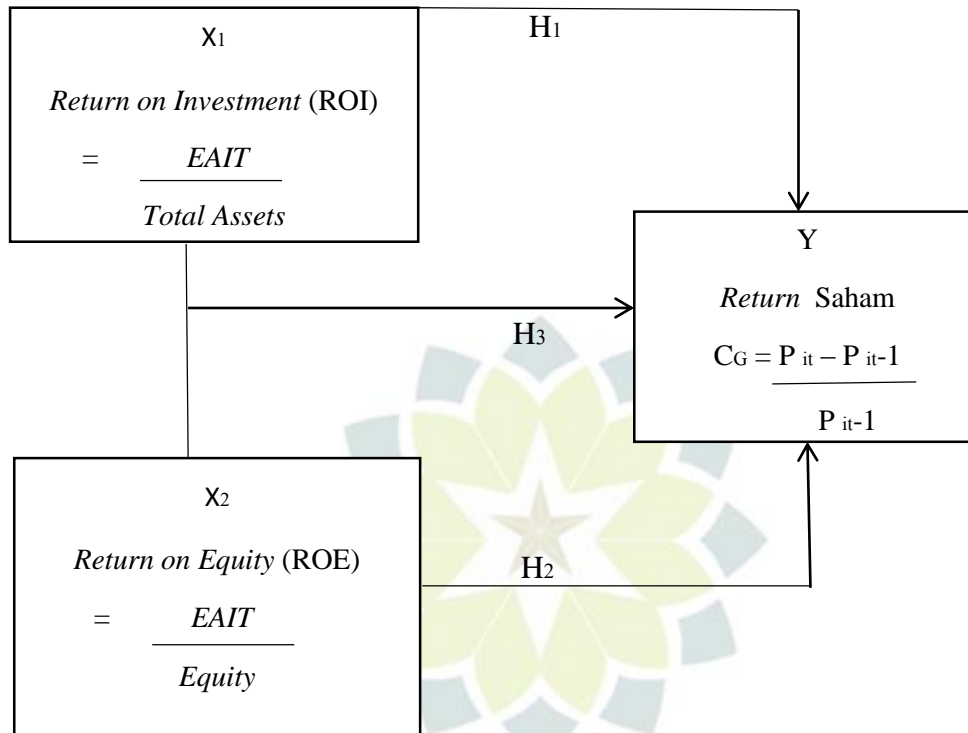 X1
Return on Investment (ROI)
= EAIT
Total Assets
H1
H3
Y
Return Saham
CG = P it – P it-1
P it-1
X2
Return on Equity (ROE)
= EAIT
Equity
H2